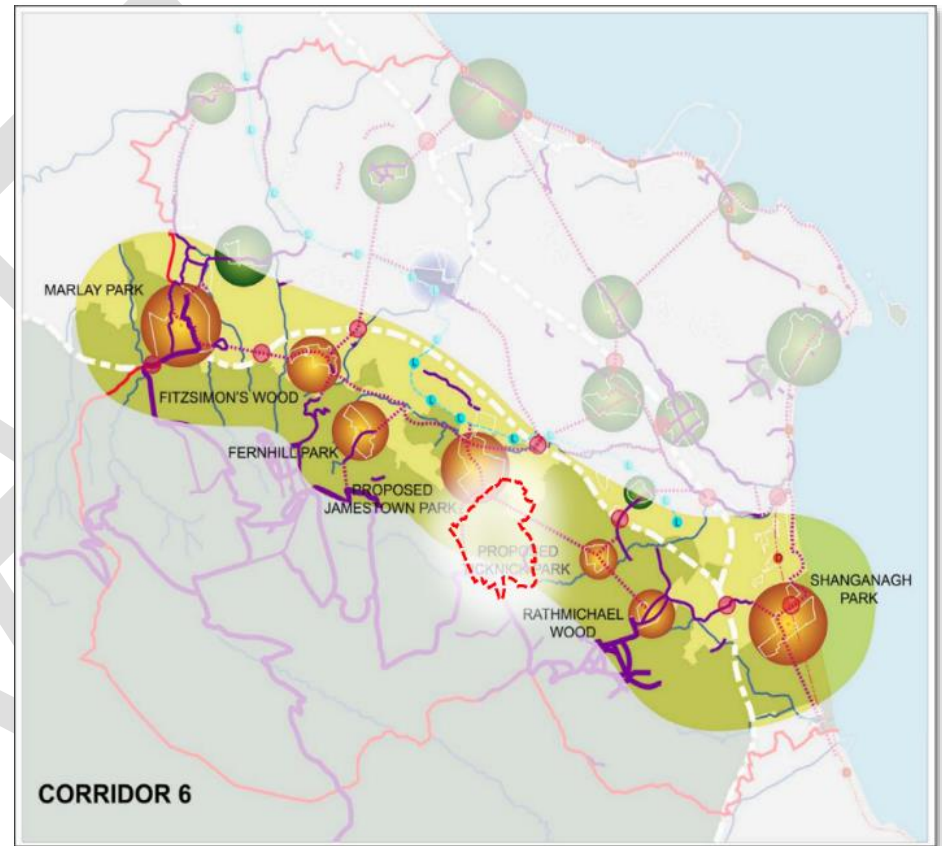 MARLAY PARK
FITZSIMON'S WOOD
FERNHILL PARK
PROPOSED
JAMESTOWN PARK
PROPOSED
PARK
RATHMICHAEL
WOOD
SHANGANAGH
PARK
CORRIDOR 6